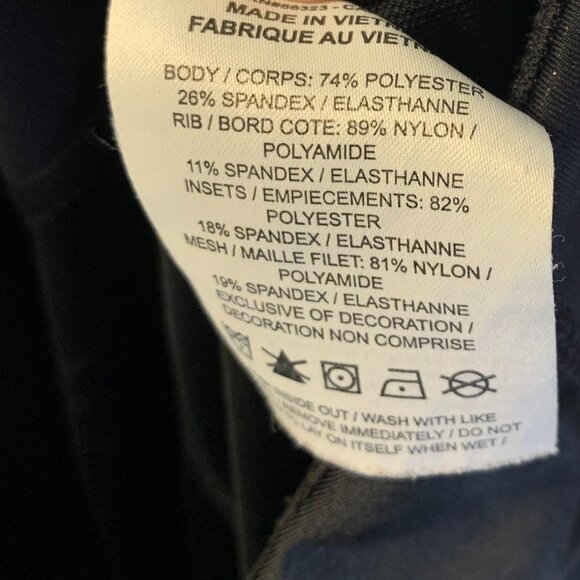 MADE IN
FABRIQUE AU
BODY / CORPS: 74% POLYESTER
26% SPANDEX / ELASTHANNE
RIB / BORD COTE: 89% NYLON /
POLYAMIDE
11% SPANDEX / ELASTHANNE
INSETS / EMPIECEMENTS: 82%
POLYESTER
18% SPANDEX / ELASTHANNE
MESH / MAILLE FILET: 81% NYLON /
POLYAMIDE
19% SPANDEX / ELASTHANNE
EXCLUSIVE OF DECORATION /
DECORATION NON COMPRISE
INSIDE OUT / WASH WITH LIKE
REMOVE IMMEDIATELY / DO NOT
LAY ON ITSELF WHEN WET /